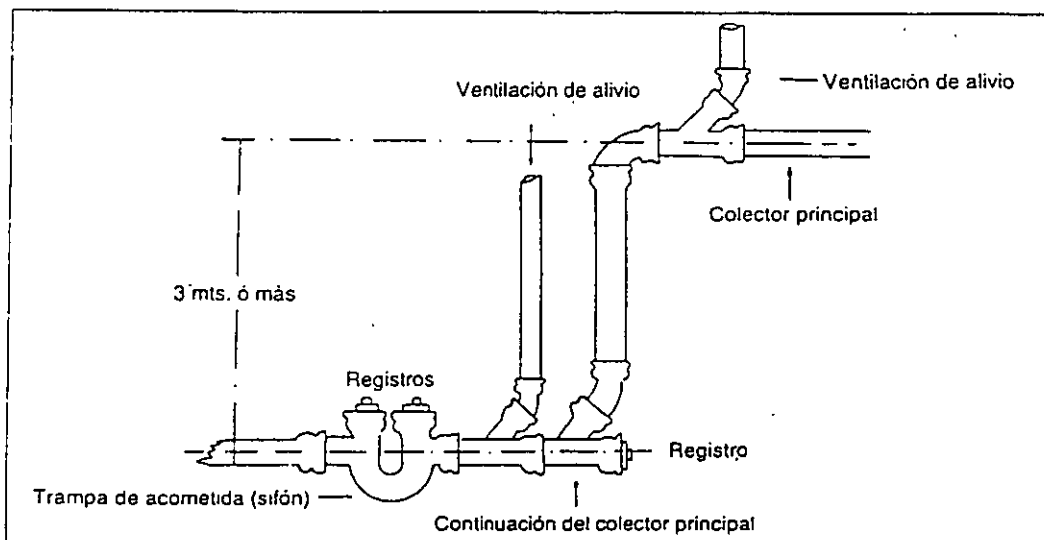 Ventilación de alivio
Ventilación de alivio
Colector principal
3 mts. ó màs
Registros
Registro
Trampa de acometida (sifón)
Continuación del colector principal